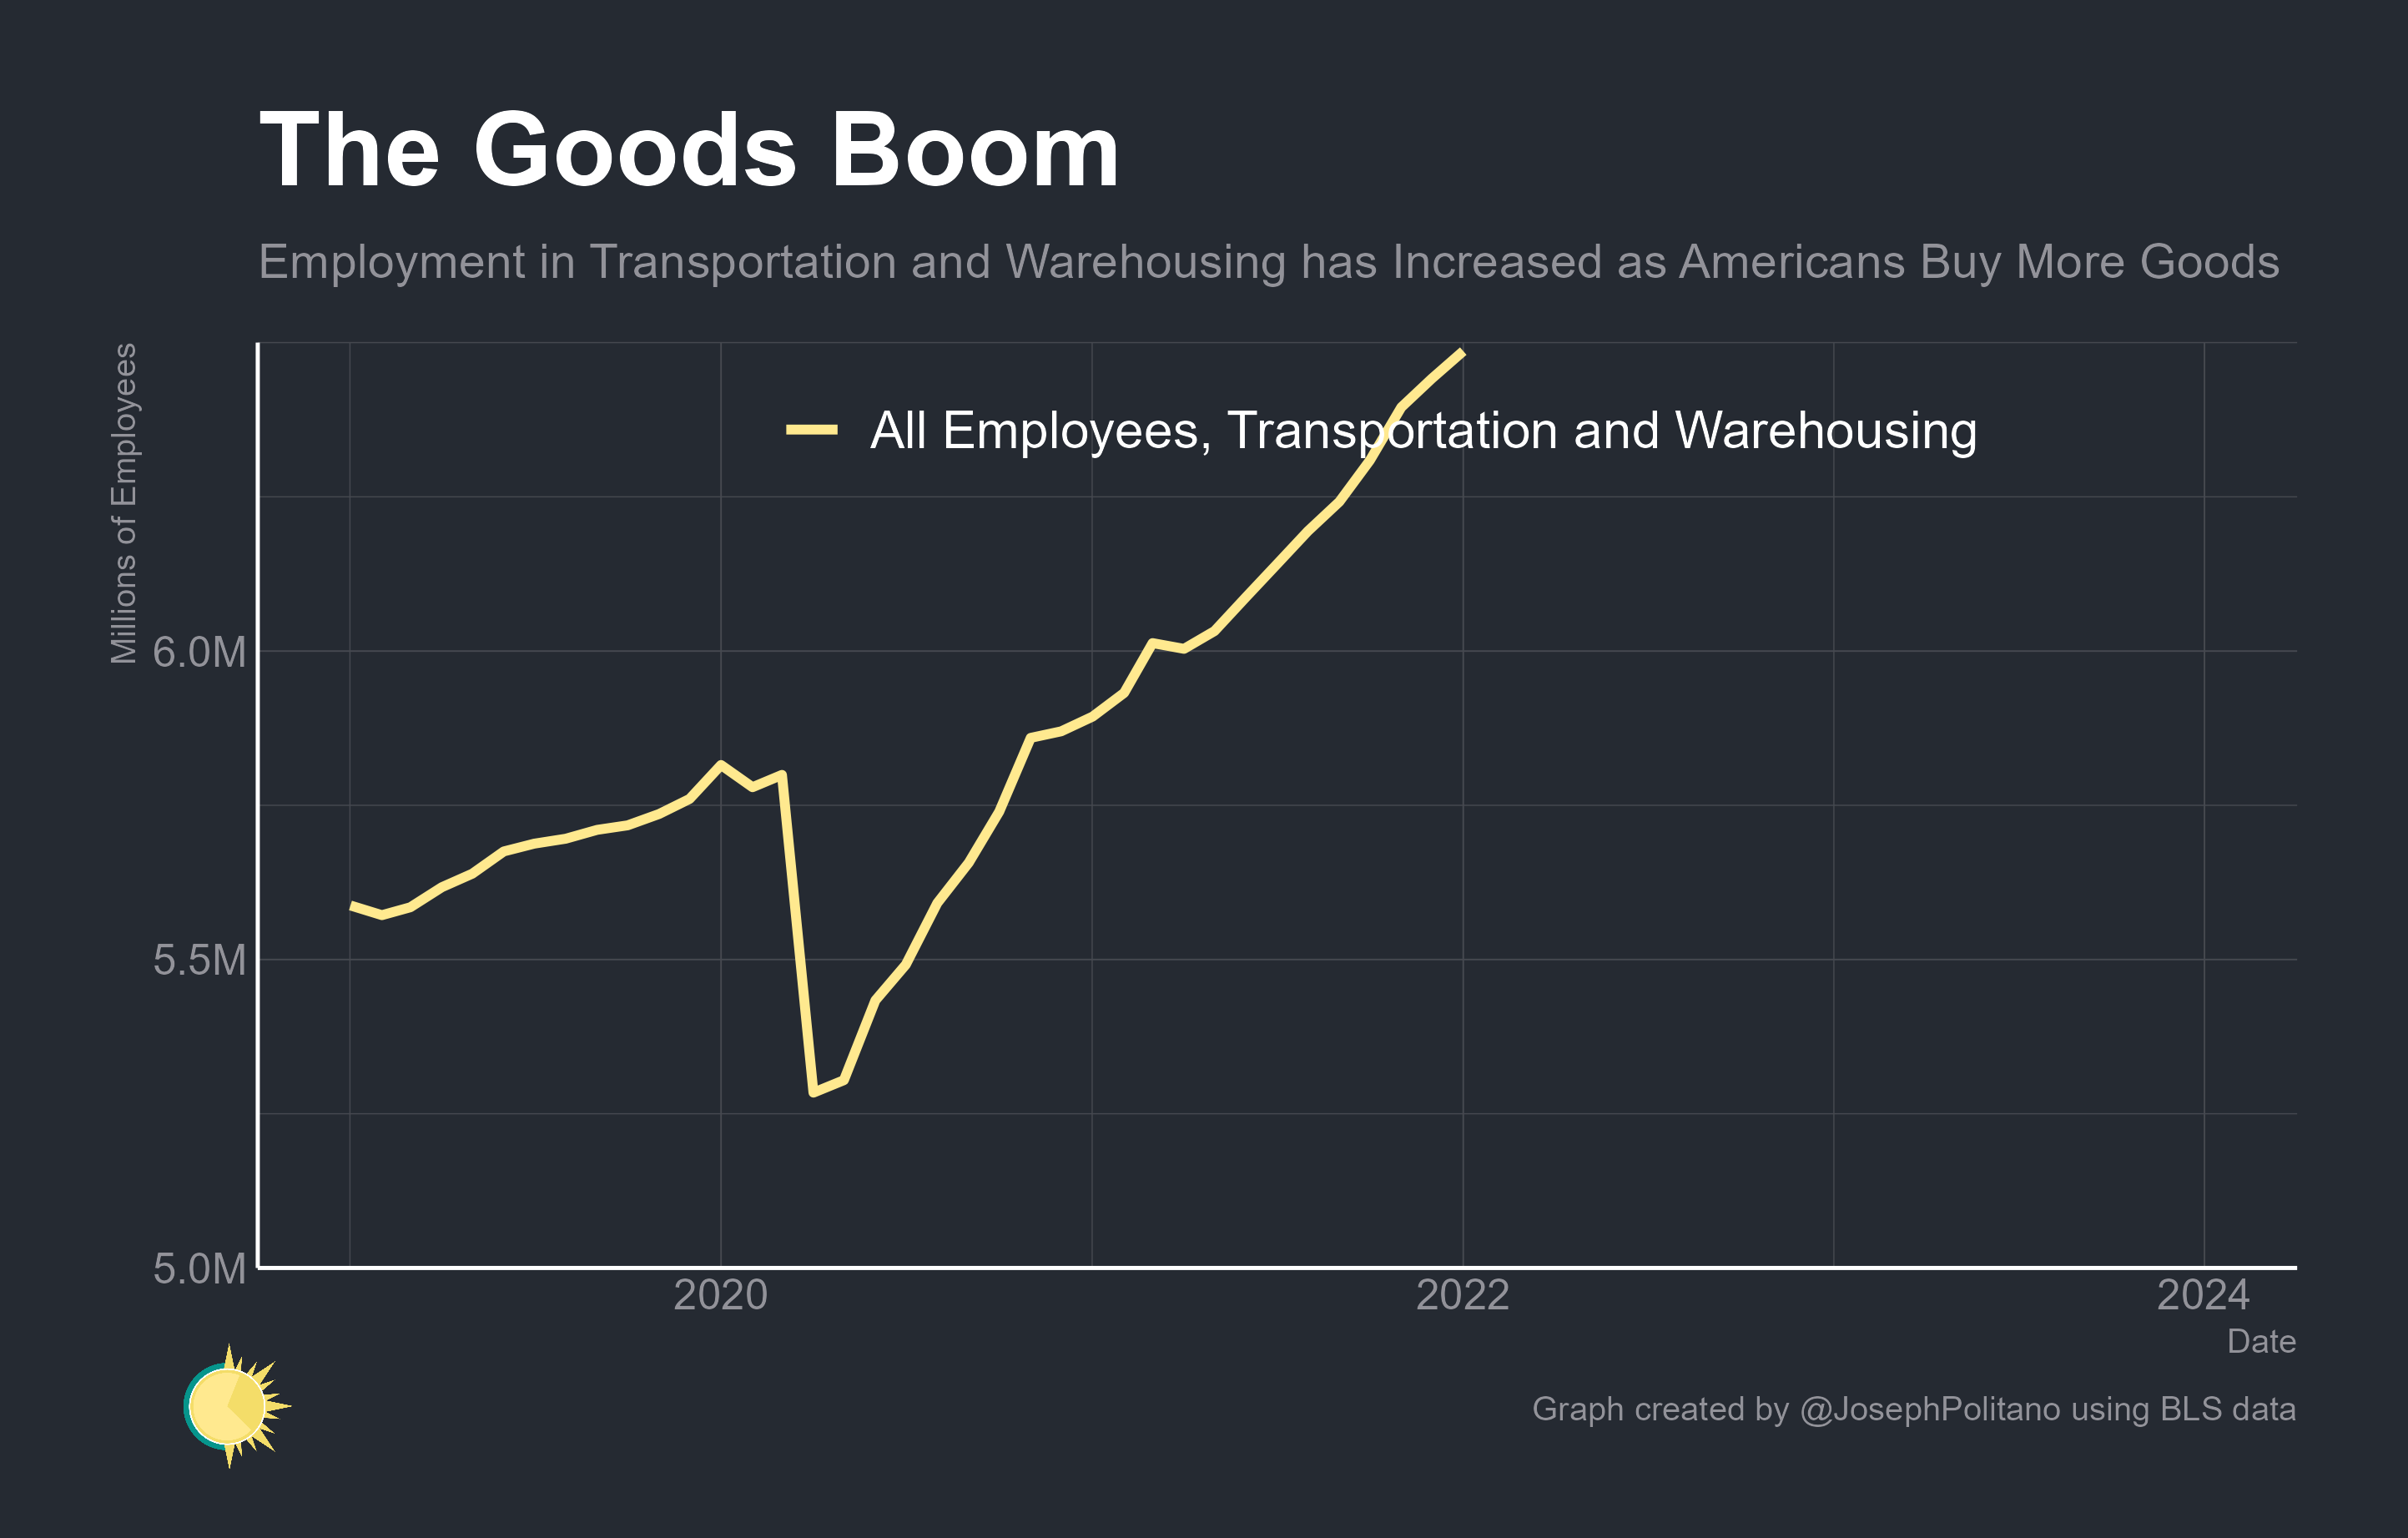 The Goods Boom
Employment in Transportation and Warehousing has Increased as Americans Buy More Goods
Millions of Employees
All Employees, Transportation and Warehousing
6.0M
5.5M
5.0M
2020
2022
2024
Date
Graph created by @JosephPolitano using BLS data